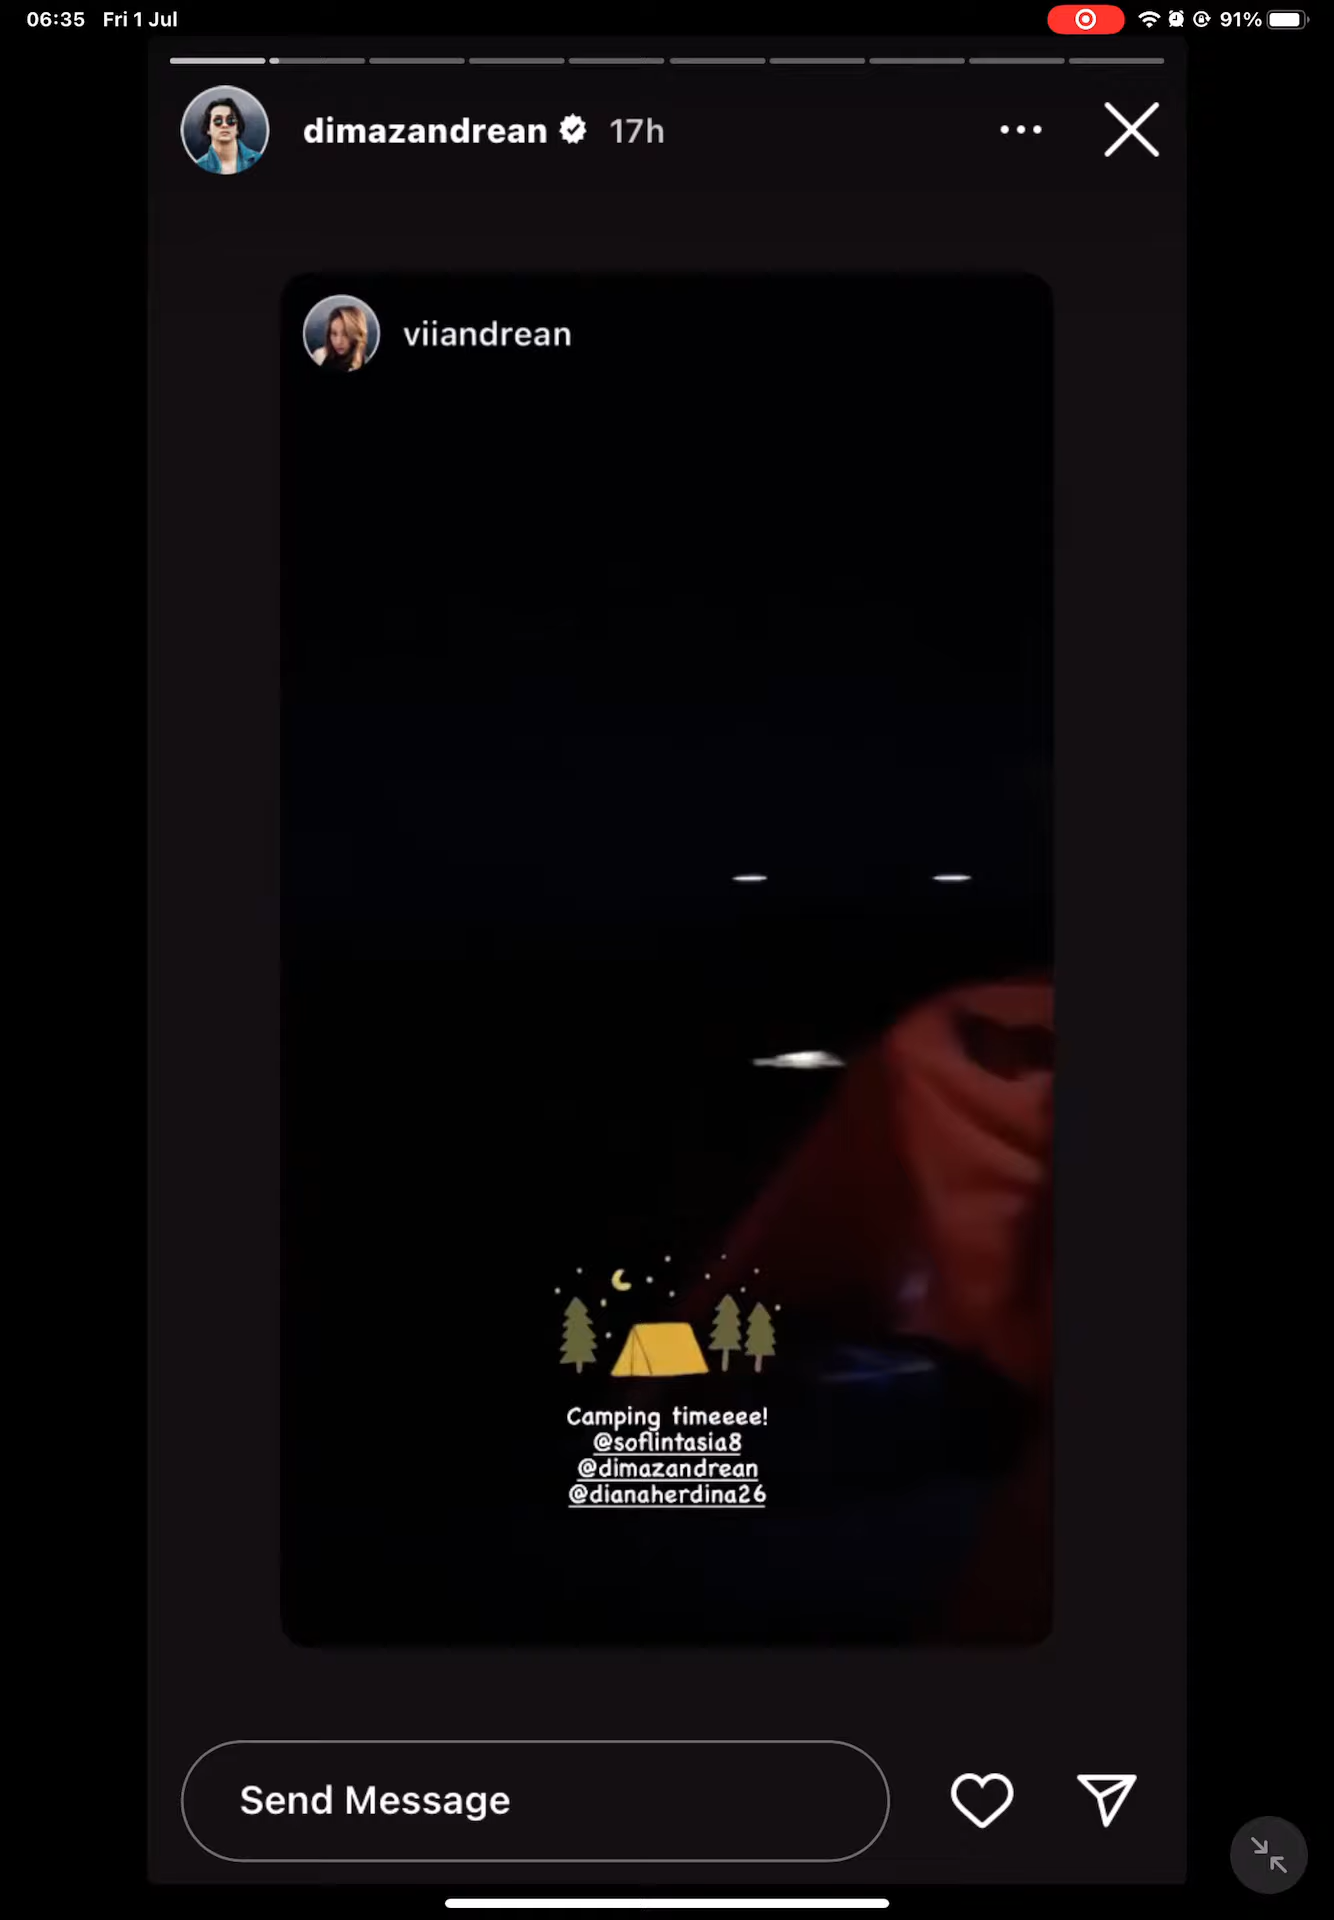 06:35 Fri 1 Jul
91%
dimazandrean 17h
viiandrean
Camping timeeee!
@soflintasia8
@dimazandrean
@dianaherdina26
Send Message